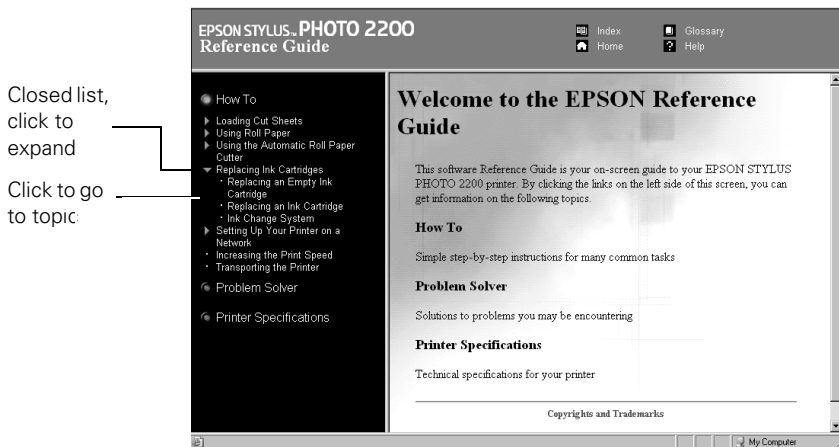 EPSON STYLUS™ PHOTO 2200
Reference Guide
Index
Glossary
Home
Help
Closed list,
click to
expand
Click to go
to topic
How To
Loading Cut Sheets
Using Roll Paper
Using the Automatic Roll Paper
Cutter
Replacing Ink Cartridges
· Replacing an Empty Ink
Cartridge
· Replacing an Ink Cartridge
· Ink Change System
Setting Up Your Printer on a
Network
· Increasing the Print Speed
· Transporting the Printer
Problem Solver
Printer Specifications
Welcome to the EPSON Reference
Guide
This software Reference Guide is your on-screen guide to your EPSON STYLUS
PHOTO 2200 printer. By clicking the links on the left side of this screen, you can
get information on the following topics.
How To
Simple step-by-step instructions for many common tasks
Problem Solver
Solutions to problems you may be encountering
Printer Specifications
Technical specifications for your printer
Copyrights and Trademarks
My Computer